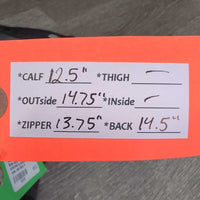 *CALF 12.5" *THIGH —
*OUTside 14.75" *INside –
*ZIPPER 13.75" *BACK 14.5"